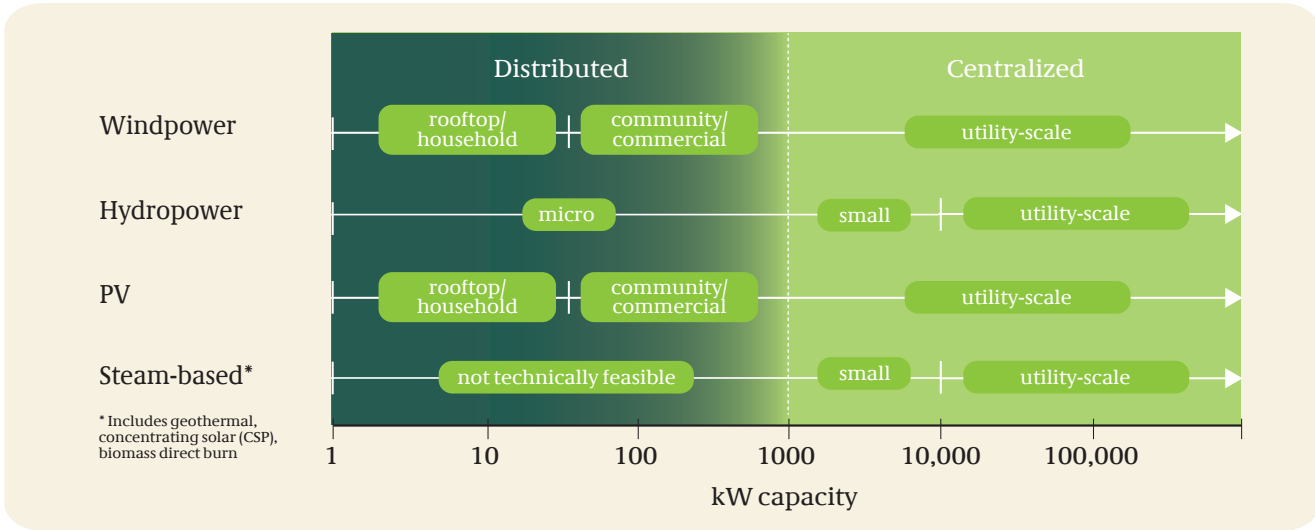 Distributed
Centralized
Windpower
rooftop/
household
community/
commercial
utility-scale
Hydropower
micro
small
utility-scale
PV
rooftop/
household
community/
commercial
utility-scale
Steam-based*
not technically feasible
small
utility-scale
* Includes geothermal,
concentrating solar (CSP),
biomass direct burn
1
10
100
1000
10,000
100,000
kW capacity